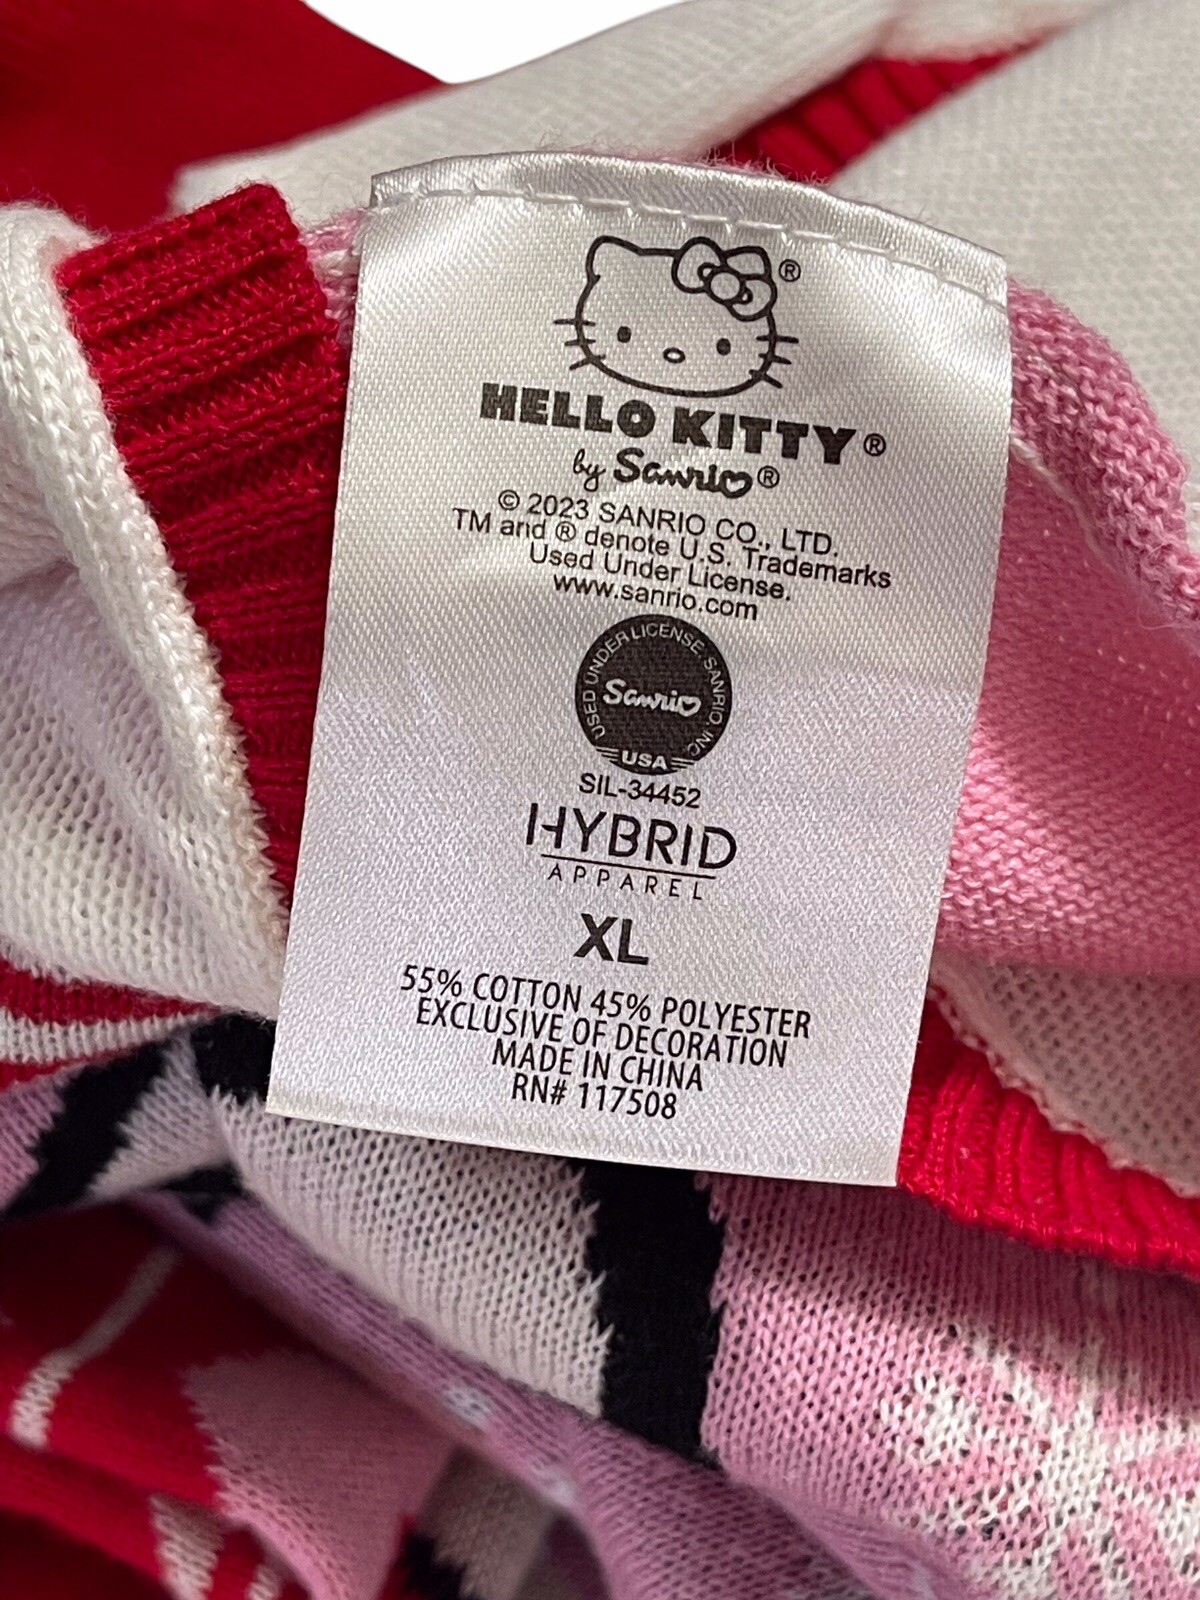 ®
HELLO KITTY®
by Sanrio®
© 2023 SANRIO CO., LTD.
TM and ® denote U.S. Trademarks
Used Under License.
www.sanrio.com
USED UNDER LICENSE SANRIO, INC.
Sanrio
USA
SIL-34452
HYBRID
APPAREL
XL
55% COTTON 45% POLYESTER
EXCLUSIVE OF DECORATION
MADE IN CHINA
RN# 117508